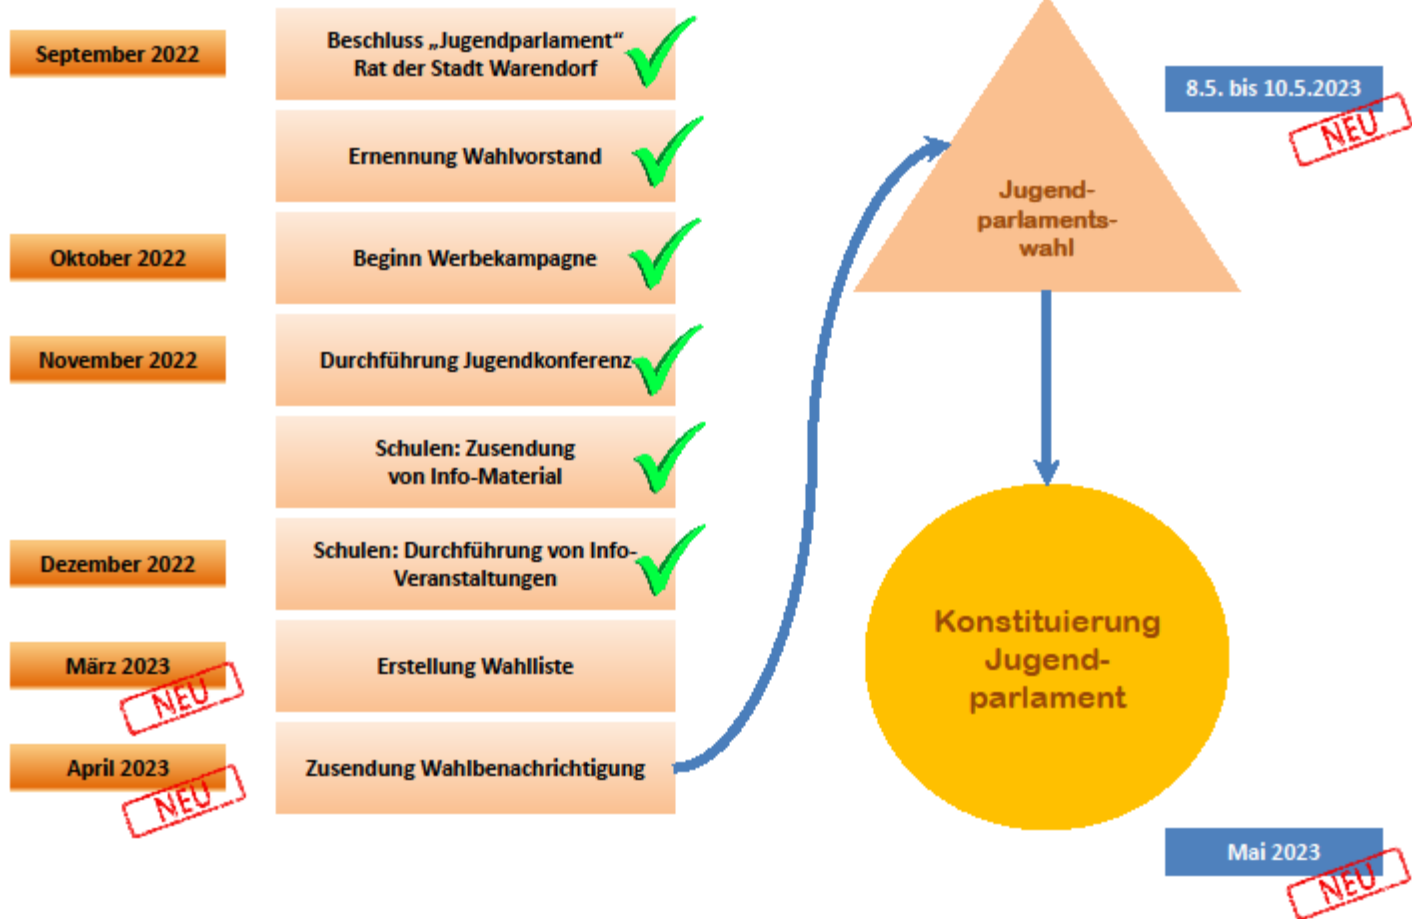 September 2022
Beschluss „Jugendparlament“
Rat der Stadt Warendorf
Ernennung Wahlvorstand
Oktober 2022
Beginn Werbekampagne
November 2022
Durchführung Jugendkonferenz
Schulen: Zusendung
von Info-Material
Dezember 2022
Schulen: Durchführung von Info-
Veranstaltungen
März 2023
NEU
Erstellung Wahlliste
April 2023
NEU
Zusendung Wahlbenachrichtigung
8.5. bis 10.5.2023
NEU
Jugend-
parlaments-
wahl
Konstituierung
Jugend-
parlament
Mai 2023
NEU